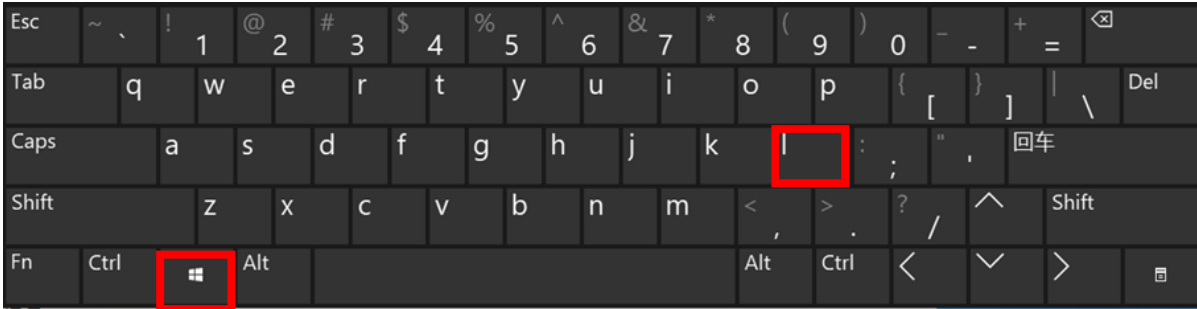 Esc ~ ` ! 1 @ 2 # 3 $ 4 % 5 ^ 6 & 7 * 8 ( 9 ) 0 _ - + =
Tab q w e r t y u i o p { [ } ] | \ Del
Caps a s d f g h j k l : ; " ' 回车
Shift z x c v b n m < , > . ? / Shift
Fn Ctrl Alt Alt Ctrl